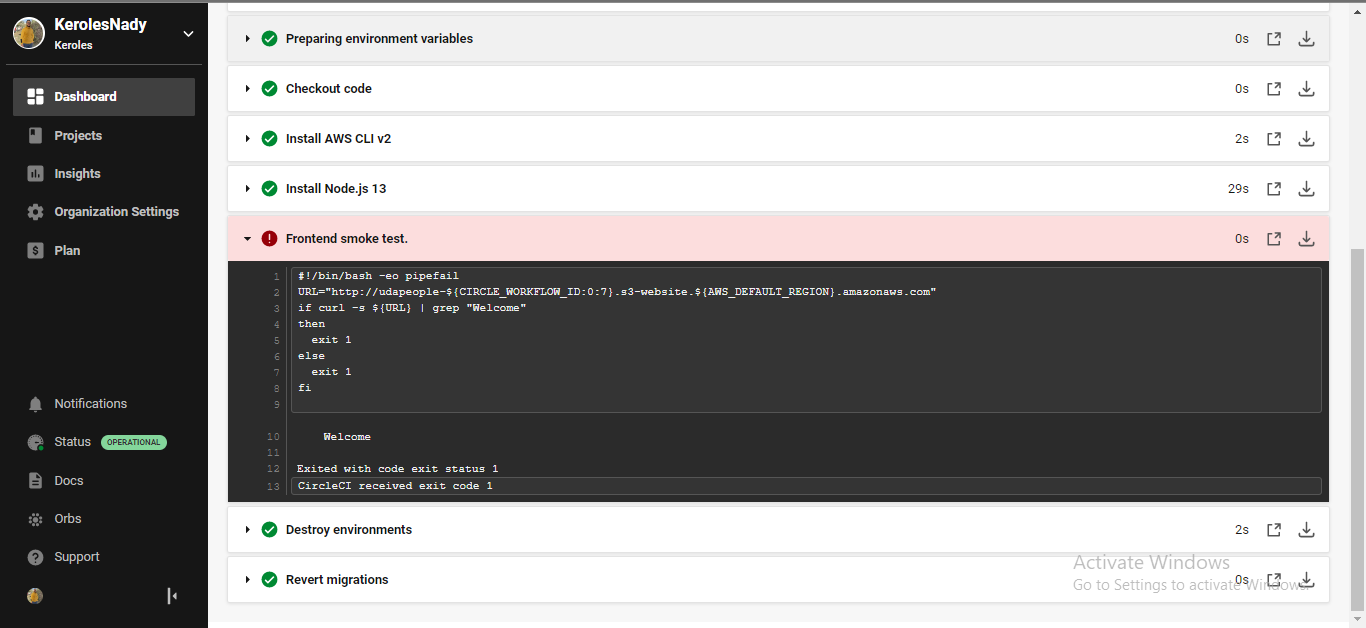 KerolesNady
Keroles
Dashboard
Projects
Insights
Organization Settings
Plan
Notifications
Status OPERATIONAL
Docs
Orbs
Support
Preparing environment variables 0s
Checkout code 0s
Install AWS CLI v2 2s
Install Node.js 13 29s
Frontend smoke test. 0s
1 #!/bin/bash -eo pipefail
2 URL="http://udapeople-${CIRCLE_WORKFLOW_ID:0:7}.s3-website.${AWS_DEFAULT_REGION}.amazonaws.com"
3 if curl -s ${URL} | grep "Welcome"
4 then
5 exit 1
6 else
7 exit 1
8 fi
9
10 Welcome
11
12 Exited with code exit status 1
13 CircleCI received exit code 1
Destroy environments 2s
Revert migrations 0s
Activate Windows
Go to Settings to activate Windows.